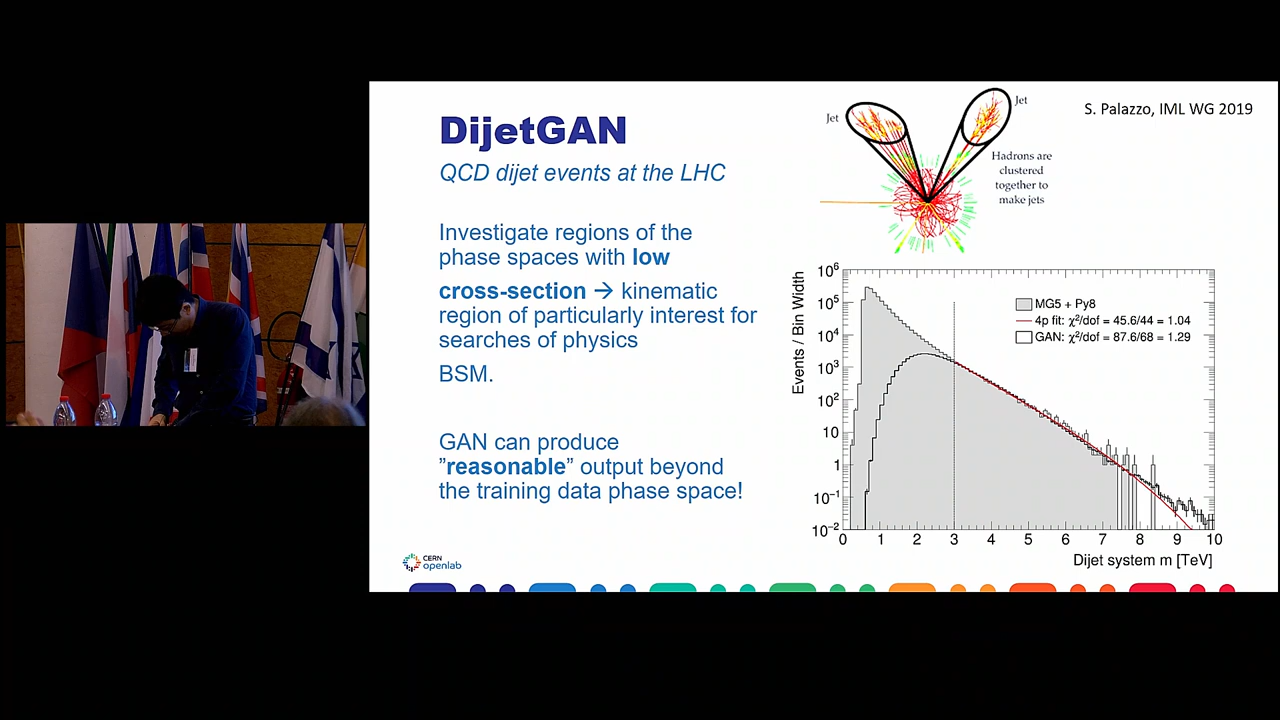 DijetGAN
QCD dijet events at the LHC
Investigate regions of the
phase spaces with low
cross-section → kinematic
region of particularly interest for
searches of physics
BSM.
GAN can produce
”reasonable” output beyond
the training data phase space!
CERN
openlab
S. Palazzo, IML WG 2019
Jet
Jet
Hadrons are
clustered
together to
make jets
Events / Bin Width
10⁶
10⁵
10⁴
10³
10²
10
1
10⁻¹
10⁻²
MG5 + Py8
4p fit: χ²/dof = 45.6/44 = 1.04
GAN: χ²/dof = 87.6/68 = 1.29
0 1 2 3 4 5 6 7 8 9 10
Dijet system m [TeV]